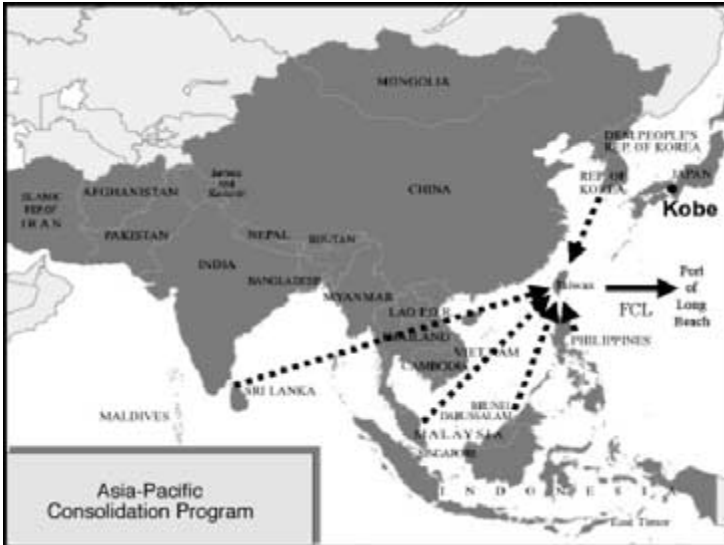 MONGOLIA
DEM.PEOPLE'S
REP. OF KOREA
JAPAN
REP. OF
KOREA
Kobe
CHINA
AFGHANISTAN
Jammu
and
Kashmir
ISLAMIC
REP. OF
IRAN
PAKISTAN
NEPAL
BHUTAN
INDIA
BANGLADESH
MYANMAR
LAO P.D.R
THAILAND
VIETNAM
CAMBODIA
Taiwan
FCL
Port
of
Long
Beach
PHILIPPINES
SRI LANKA
MALDIVES
BRUNEI
DARUSSALAM
MALAYSIA
SINGAPORE
INDONESIA
East Timor
Asia-Pacific
Consolidation Program